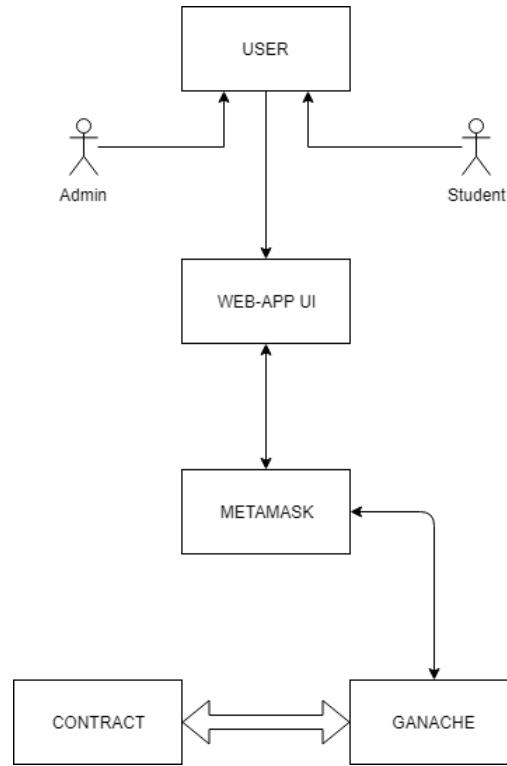 USER
Admin
Student
WEB-APP UI
METAMASK
CONTRACT
GANACHE